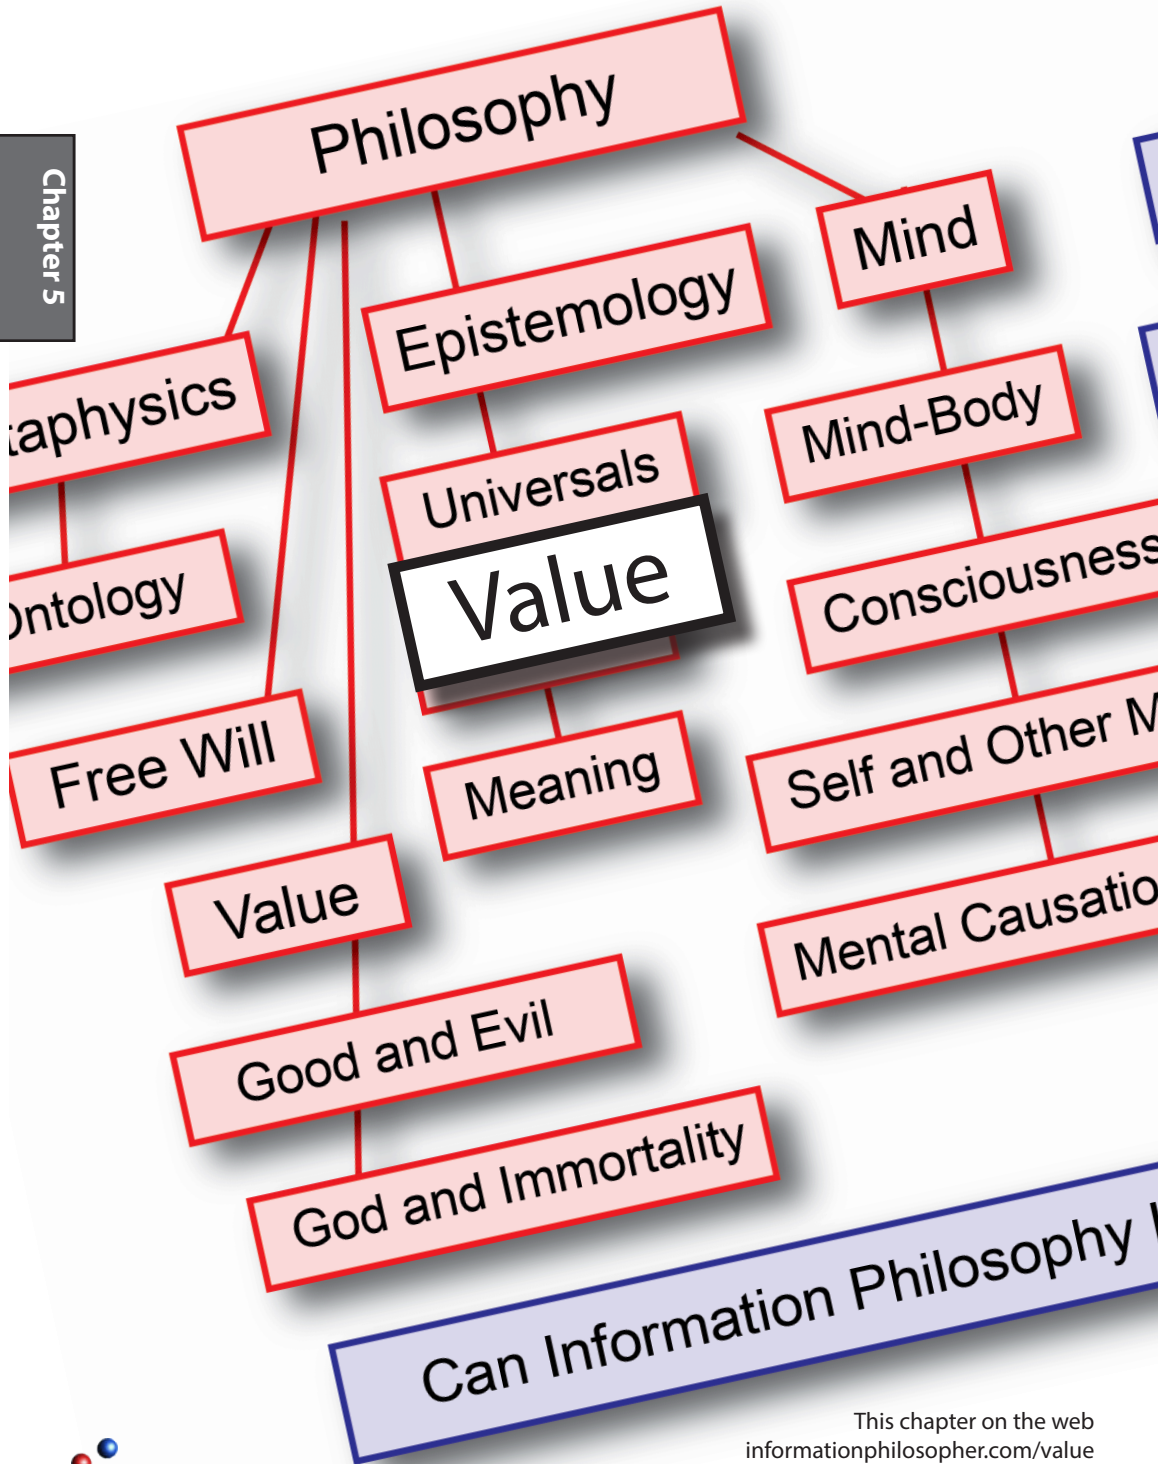 Chapter 5
Philosophy
Mind
Epistemology
taphysics
Mind-Body
Universals
Value
Ontology
Consciousness
Free Will
Meaning
Self and Other M
Value
Mental Causatio
Good and Evil
God and Immortality
Can Information Philosophy
This chapter on the web
informationphilosopher.com/value